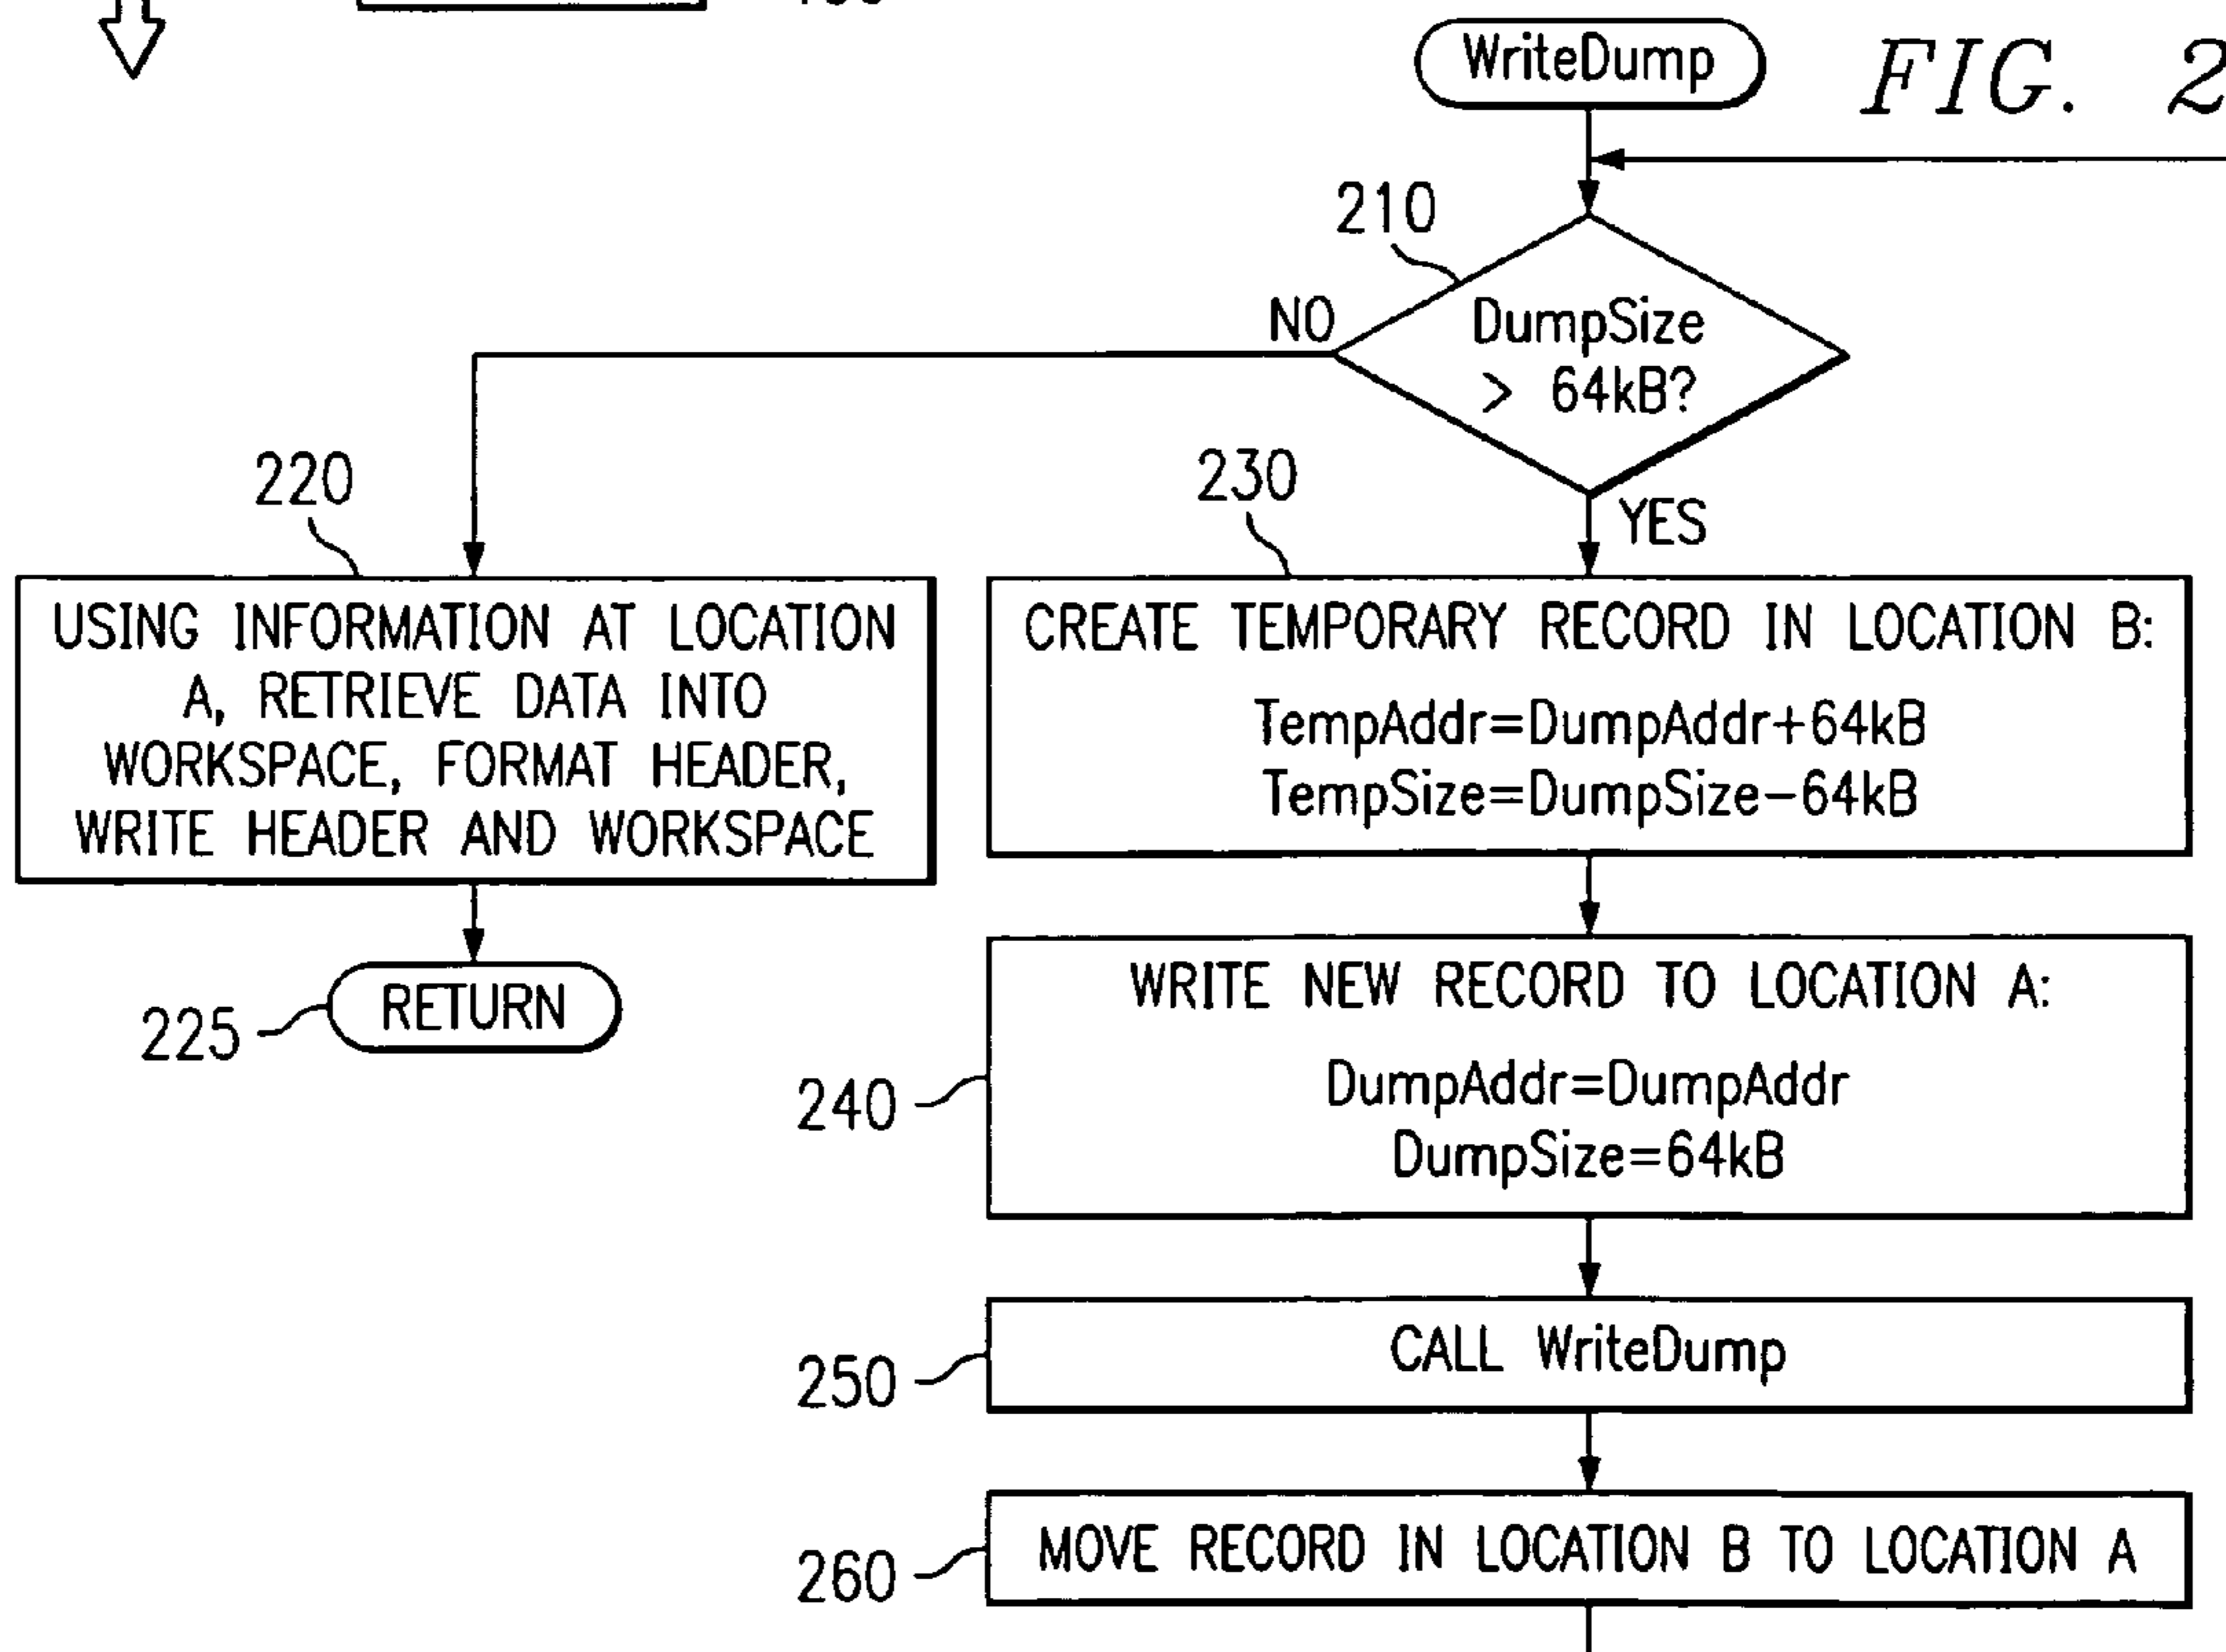 WriteDump
FIG. 2
210
NO
DumpSize
> 64kB?
YES
220
230
USING INFORMATION AT LOCATION
A, RETRIEVE DATA INTO
WORKSPACE, FORMAT HEADER,
WRITE HEADER AND WORKSPACE
225
RETURN
CREATE TEMPORARY RECORD IN LOCATION B:
TempAddr=DumpAddr+64kB
TempSize=DumpSize-64kB
240
WRITE NEW RECORD TO LOCATION A:
DumpAddr=DumpAddr
DumpSize=64kB
250
CALL WriteDump
260
MOVE RECORD IN LOCATION B TO LOCATION A